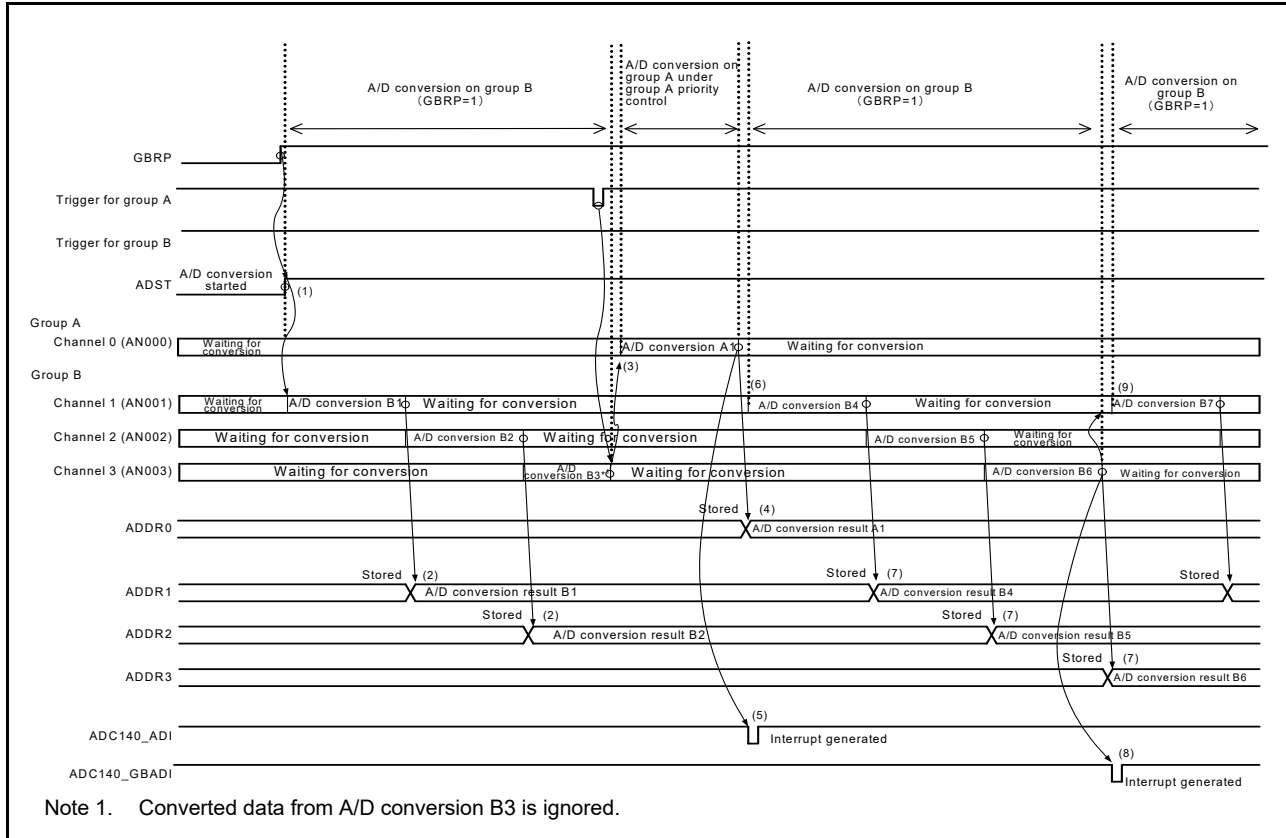 A/D conversion on group B
(GBRP=1)
A/D conversion on
group A under
group A priority
control
A/D conversion on group B
(GBRP=1)
A/D conversion on
group B
(GBRP=1)
GBRP
Trigger for group A
Trigger for group B
ADST
A/D conversion
started
(1)
Group A
Channel 0 (AN000)
Waiting for
conversion
A/D conversion A1
Waiting for conversion
(3)
Group B
(6)
(9)
Channel 1 (AN001)
Waiting for
conversion
A/D conversion B1
Waiting for conversion
A/D conversion B4
Waiting for conversion
A/D conversion B7
Channel 2 (AN002)
Waiting for conversion
A/D conversion B2
Waiting for conversion
A/D conversion B5
Waiting for
conversion
Channel 3 (AN003)
Waiting for conversion
A/D
conversion B3
Waiting for conversion
A/D conversion B6
Waiting for conversion
ADDR0
Stored (4)
A/D conversion result A1
ADDR1
Stored (2)
A/D conversion result B1
Stored (7)
A/D conversion result B4
Stored
ADDR2
Stored (2)
A/D conversion result B2
Stored (7)
A/D conversion result B5
ADDR3
Stored (7)
A/D conversion result B6
ADC140_ADI
(5)
Interrupt generated
ADC140_GBADI
(8)
Interrupt generated
Note 1. Converted data from A/D conversion B3 is ignored.